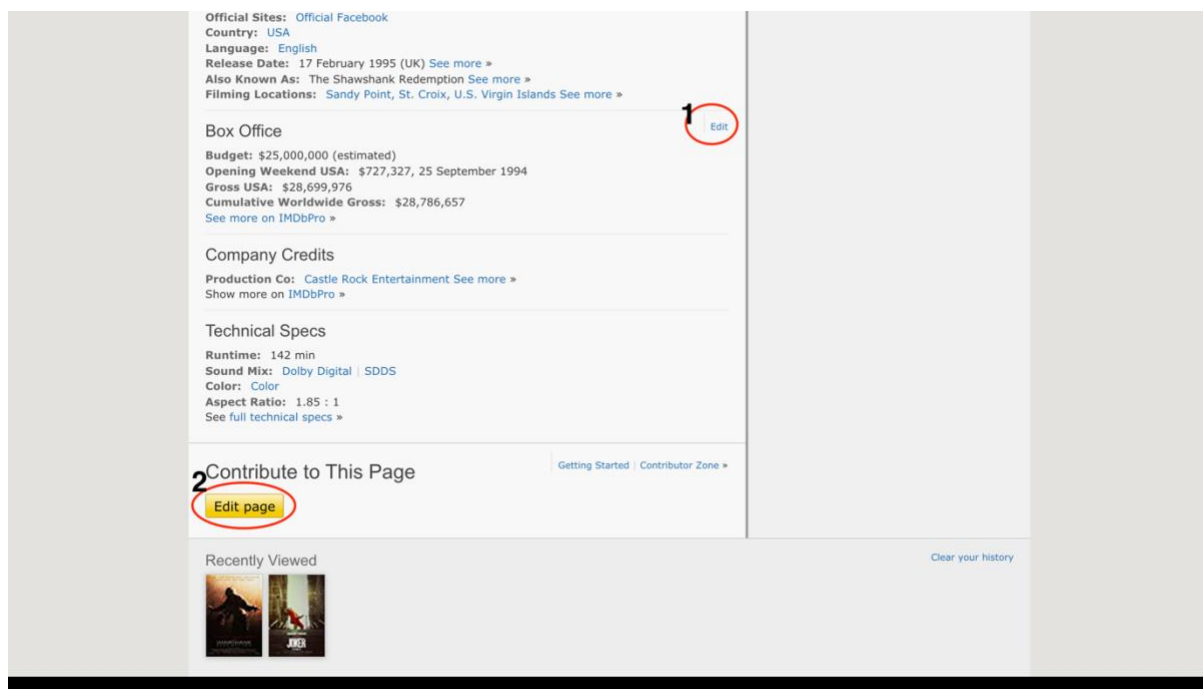 Official Sites: Official Facebook
Country: USA
Language: English
Release Date: 17 February 1995 (UK) See more »
Also Known As: The Shawshank Redemption See more »
Filming Locations: Sandy Point, St. Croix, U.S. Virgin Islands See more »
1
Box Office Edit
Budget: $25,000,000 (estimated)
Opening Weekend USA: $727,327, 25 September 1994
Gross USA: $28,699,976
Cumulative Worldwide Gross: $28,786,657
See more on IMDbPro »
Company Credits
Production Co: Castle Rock Entertainment See more »
Show more on IMDbPro »
Technical Specs
Runtime: 142 min
Sound Mix: Dolby Digital | SDDS
Color: Color
Aspect Ratio: 1.85 : 1
See full technical specs »
Contribute to This Page Getting Started | Contributor Zone »
2
Edit page
Recently Viewed Clear your history
JOKER